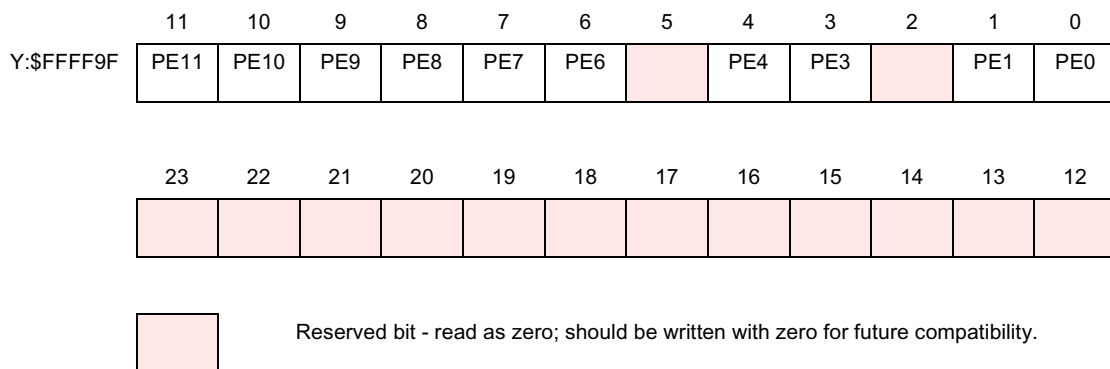 11 10 9 8 7 6 5 4 3 2 1 0
Y:$FFFF9F PE11 PE10 PE9 PE8 PE7 PE6 PE4 PE3 PE1 PE0
23 22 21 20 19 18 17 16 15 14 13 12
Reserved bit - read as zero; should be written with zero for future compatibility.